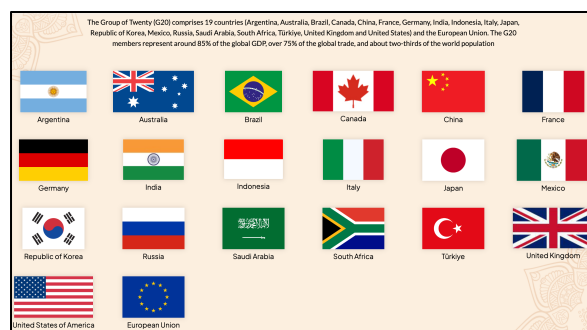 The Group of Twenty (G20) comprises 19 countries (Argentina, Australia, Brazil, Canada, China, France, Germany, India, Indonesia, Italy, Japan,
Republic of Korea, Mexico, Russia, Saudi Arabia, South Africa, Türkiye, United Kingdom and United States) and the European Union. The G20
members represent around 85% of the global GDP, over 75% of the global trade, and about two-thirds of the world population
Argentina
Australia
Brazil
Canada
China
France
Germany
India
Indonesia
Italy
Japan
Mexico
Republic of Korea
Russia
Saudi Arabia
South Africa
Türkiye
United Kingdom
United States of America
European Union